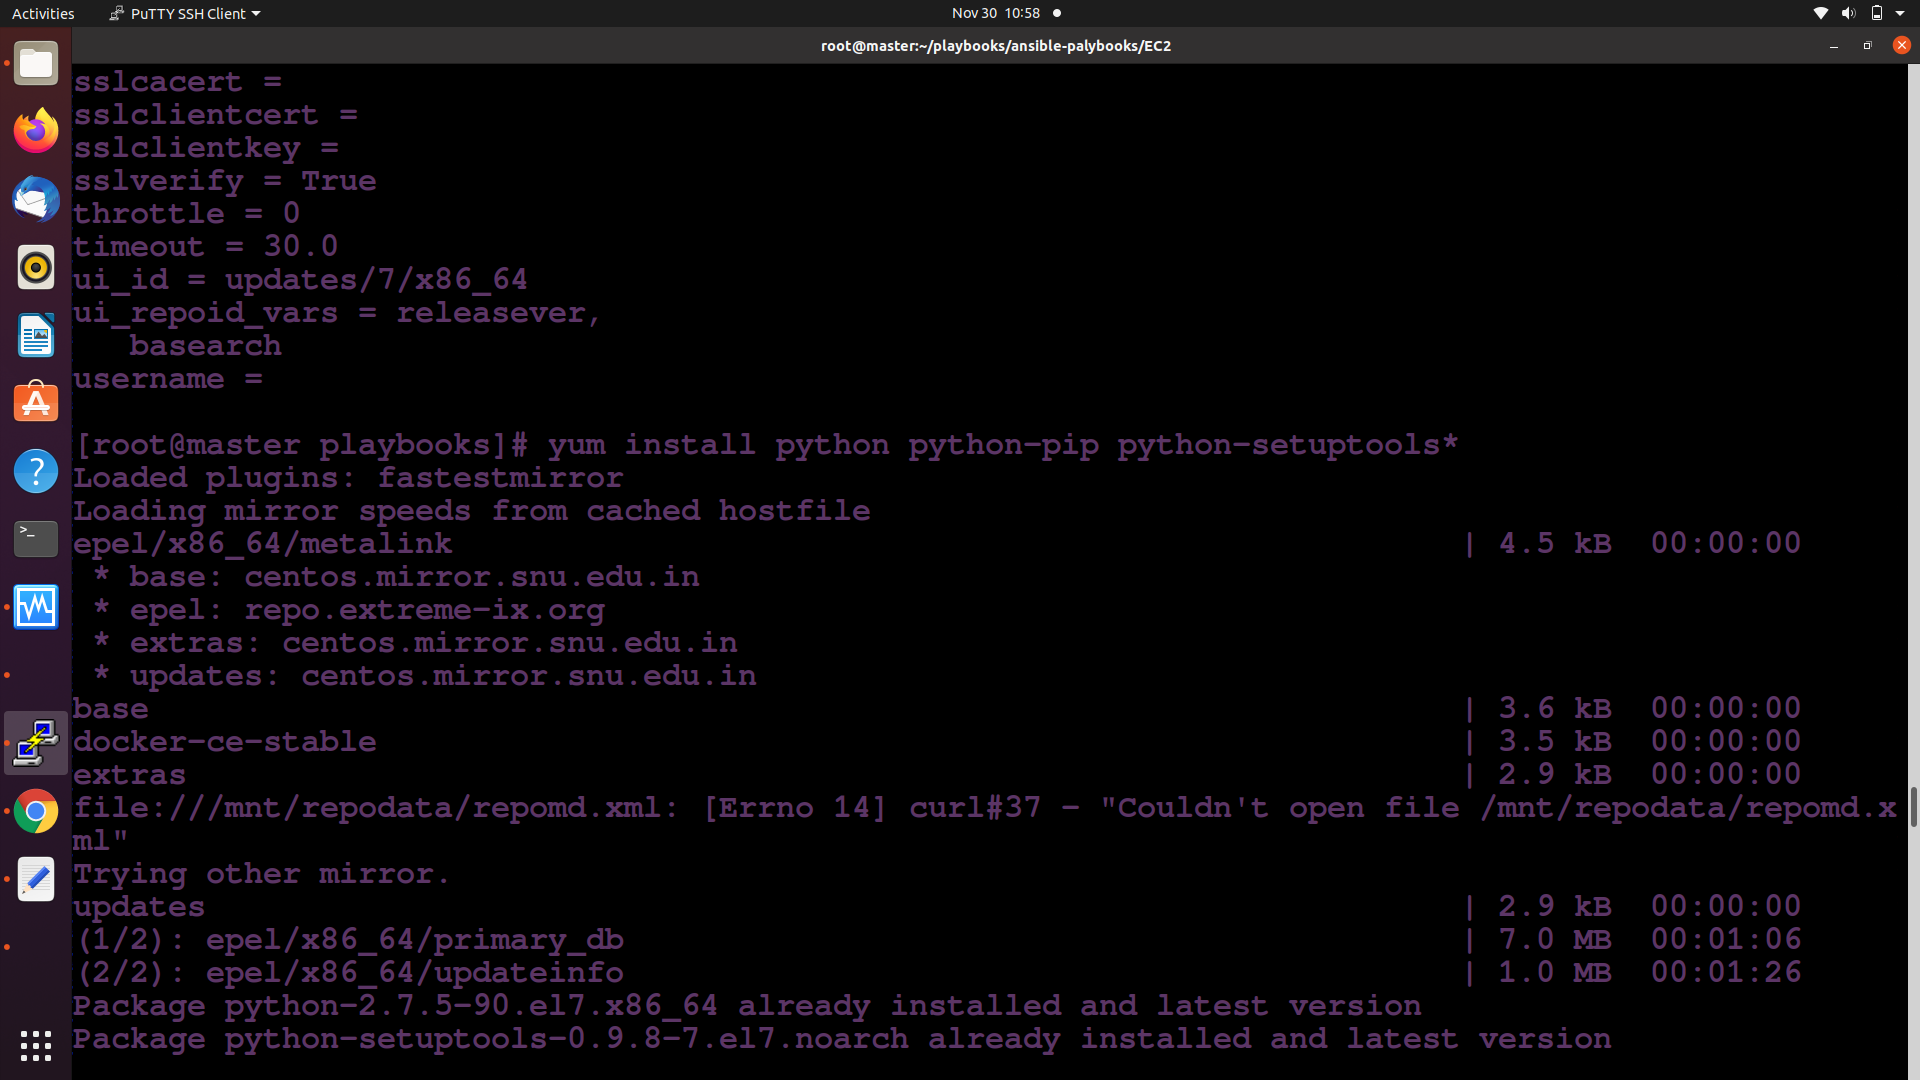 Activities
PuTTY SSH Client
Nov 30 10:58
root@master:~/playbooks/ansible-palybooks/EC2
sslcacert =
sslclientcert =
sslclientkey =
sslverify = True
throttle = 0
timeout = 30.0
ui_id = updates/7/x86_64
ui_repoid_vars = releasever,
   basearch
username =
[root@master playbooks]# yum install python python-pip python-setuptools*
Loaded plugins: fastestmirror
Loading mirror speeds from cached hostfile
epel/x86_64/metalink | 4.5 kB 00:00:00
 * base: centos.mirror.snu.edu.in
 * epel: repo.extreme-ix.org
 * extras: centos.mirror.snu.edu.in
 * updates: centos.mirror.snu.edu.in
base | 3.6 kB 00:00:00
docker-ce-stable | 3.5 kB 00:00:00
extras | 2.9 kB 00:00:00
file:///mnt/repodata/repomd.xml: [Errno 14] curl#37 - "Couldn't open file /mnt/repodata/repomd.x
ml"
Trying other mirror.
updates | 2.9 kB 00:00:00
(1/2): epel/x86_64/primary_db | 7.0 MB 00:01:06
(2/2): epel/x86_64/updateinfo | 1.0 MB 00:01:26
Package python-2.7.5-90.el7.x86_64 already installed and latest version
Package python-setuptools-0.9.8-7.el7.noarch already installed and latest version